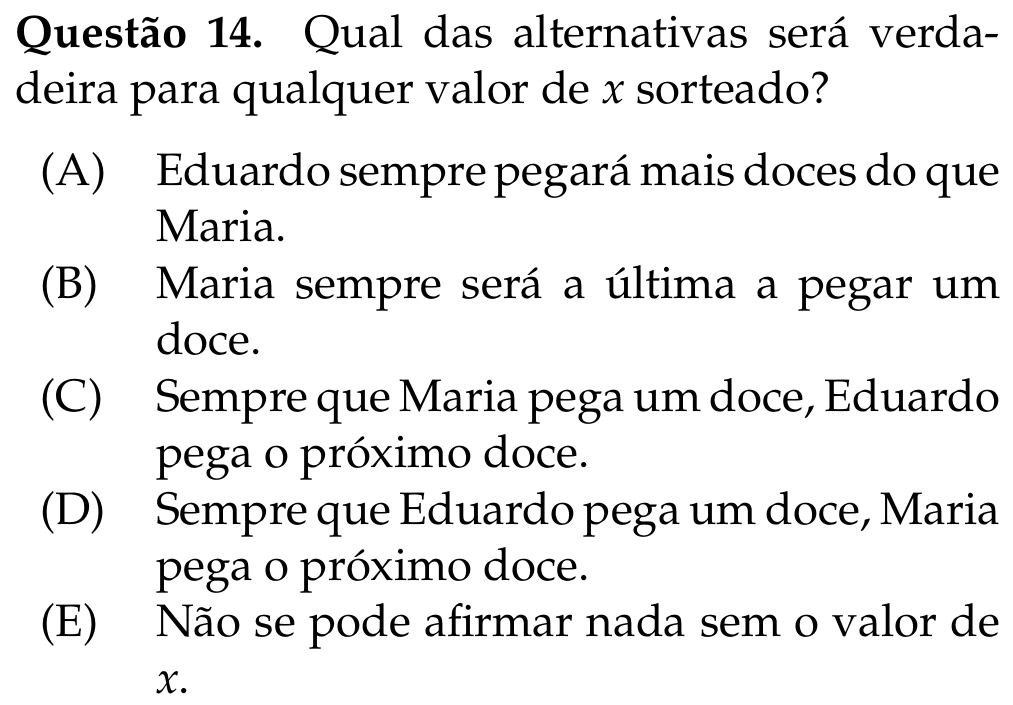 Questão 14. Qual das alternativas será verda-
deira para qualquer valor de x sorteado?
(A) Eduardo sempre pegará mais doces do que
Maria.
(B) Maria sempre será a última a pegar um
doce.
(C) Sempre que Maria pega um doce, Eduardo
pega o próximo doce.
(D) Sempre que Eduardo pega um doce, Maria
pega o próximo doce.
(E) Não se pode afirmar nada sem o valor de
x.